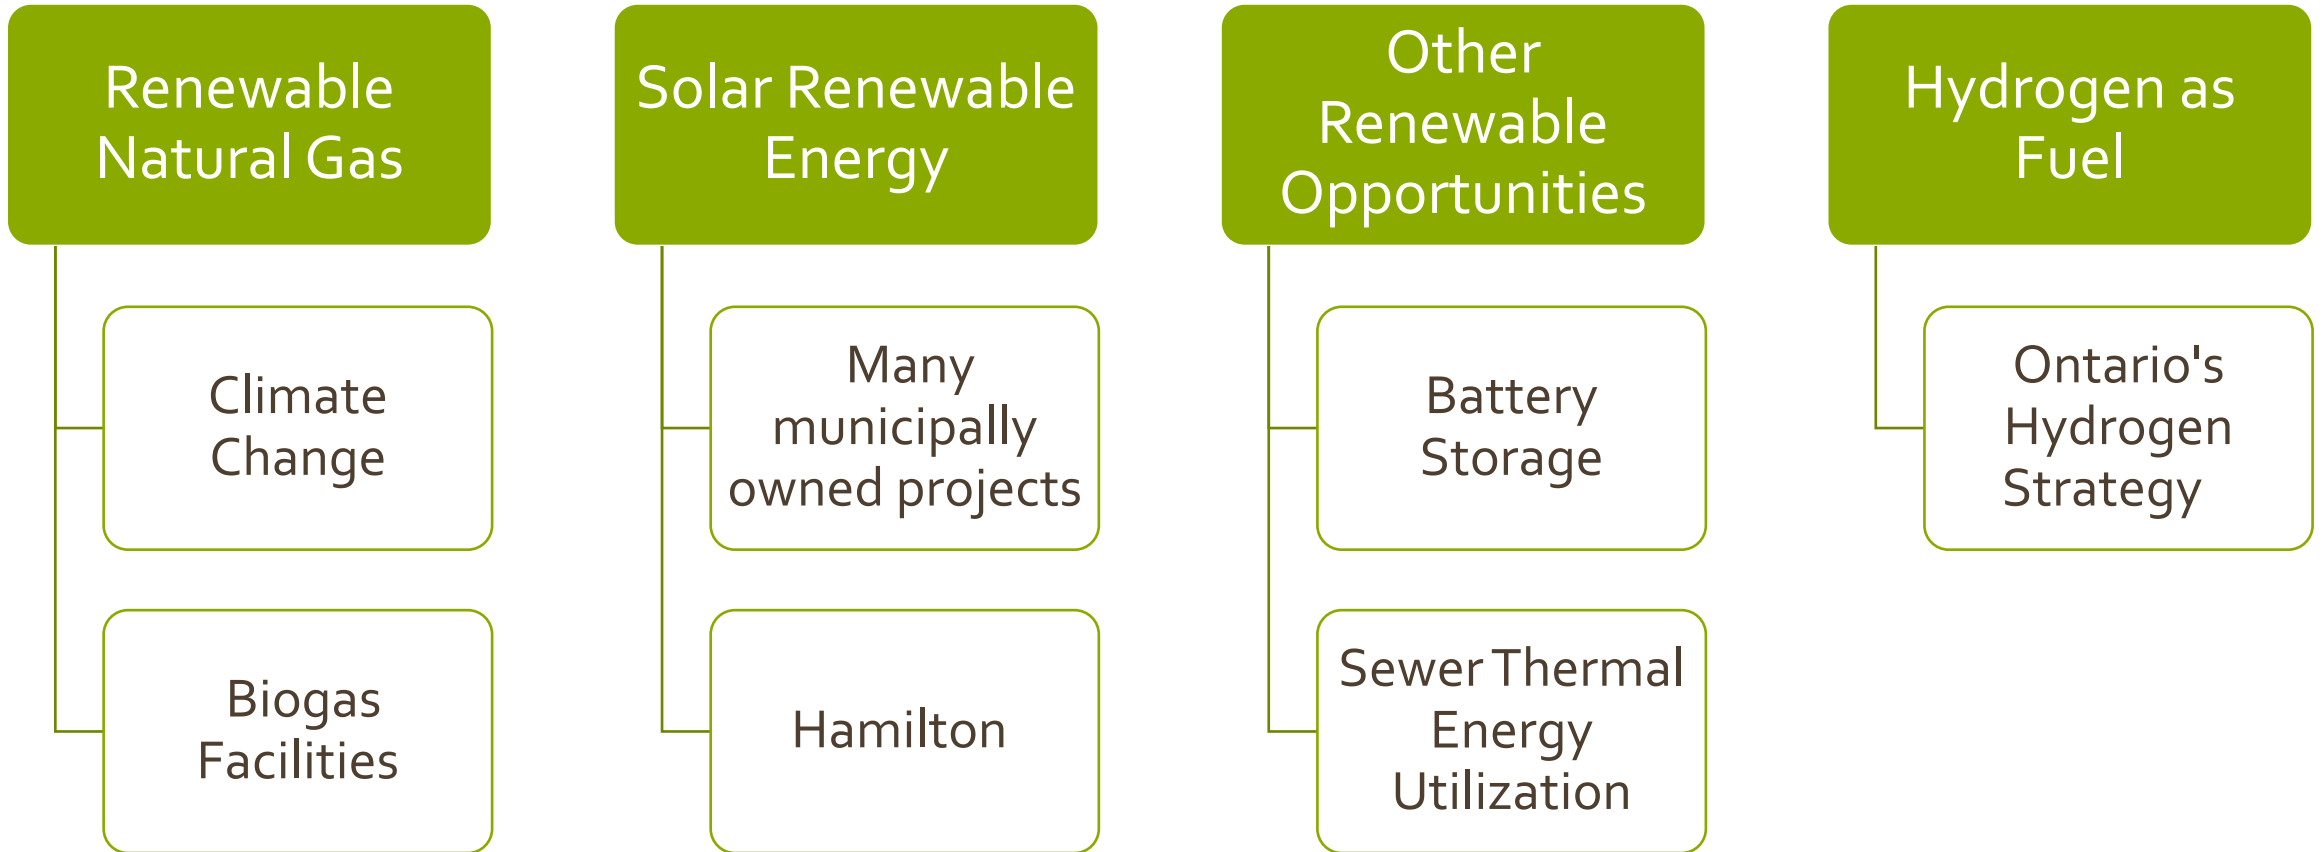 Renewable
Natural Gas
Climate
Change
Biogas
Facilities
Solar Renewable
Energy
Many
municipally
owned projects
Hamilton
Other
Renewable
Opportunities
Battery
Storage
Sewer Thermal
Energy
Utilization
Hydrogen as
Fuel
Ontario's
Hydrogen
Strategy